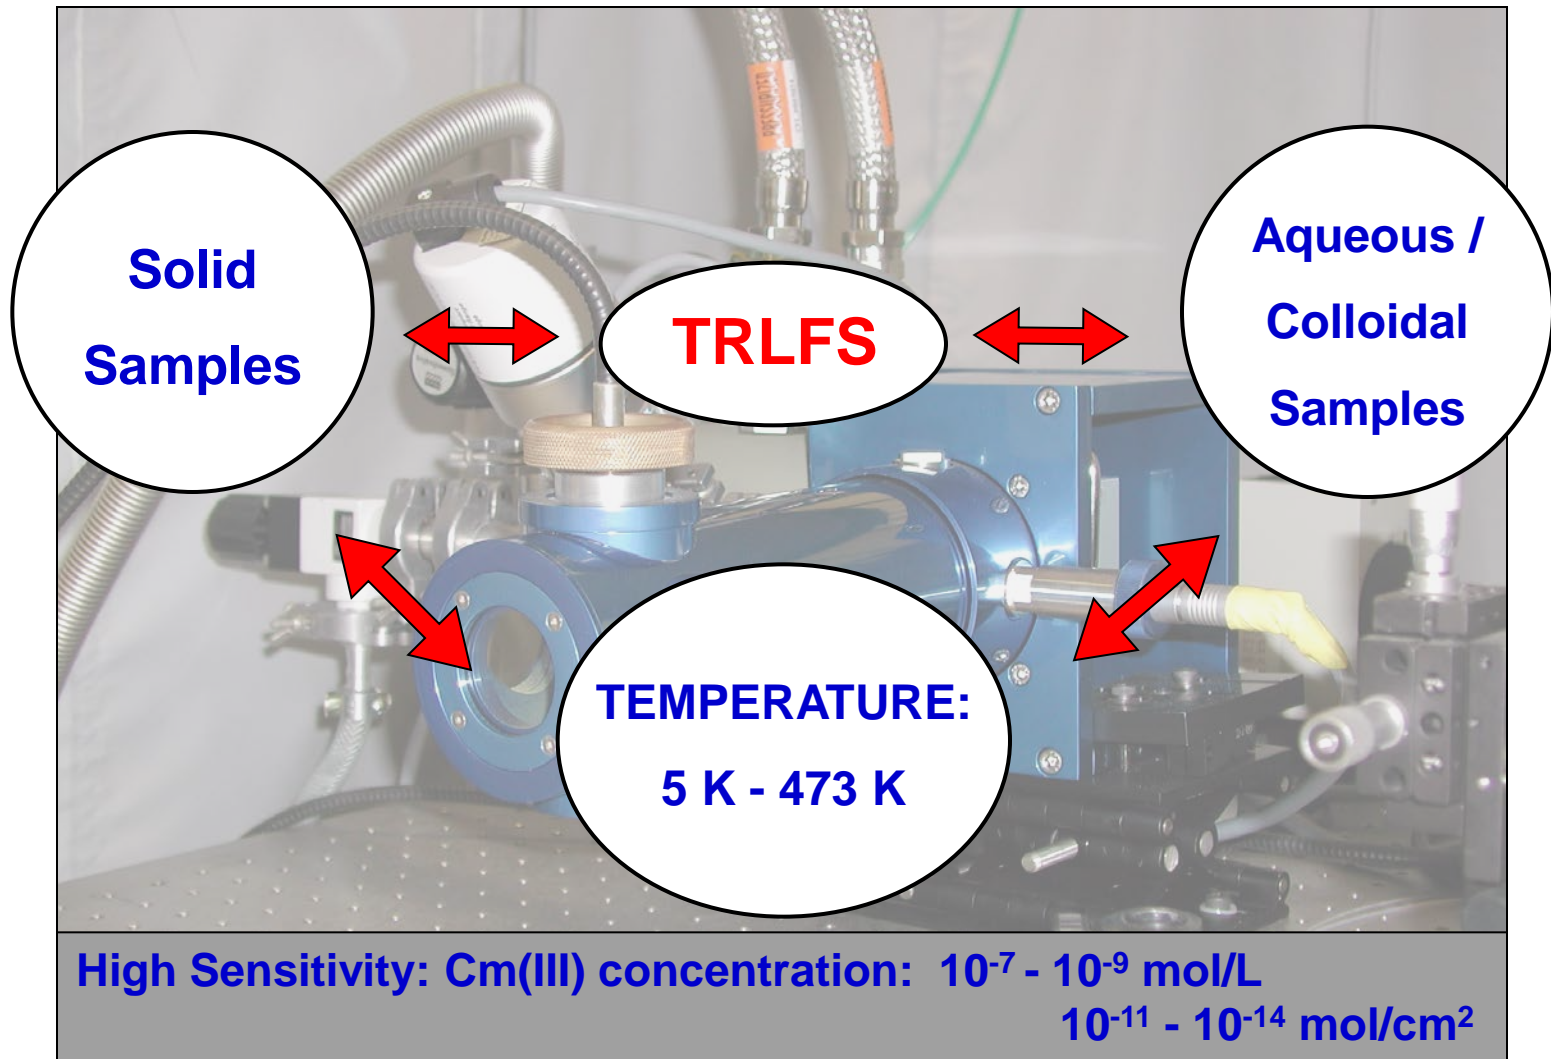 PRESSURIZED
Solid
Samples
TRLFS
Aqueous /
Colloidal
Samples
TEMPERATURE:
5 K - 473 K
High Sensitivity: Cm(III) concentration: 10⁻⁷ - 10⁻⁹ mol/L
10⁻¹¹ - 10⁻¹⁴ mol/cm²